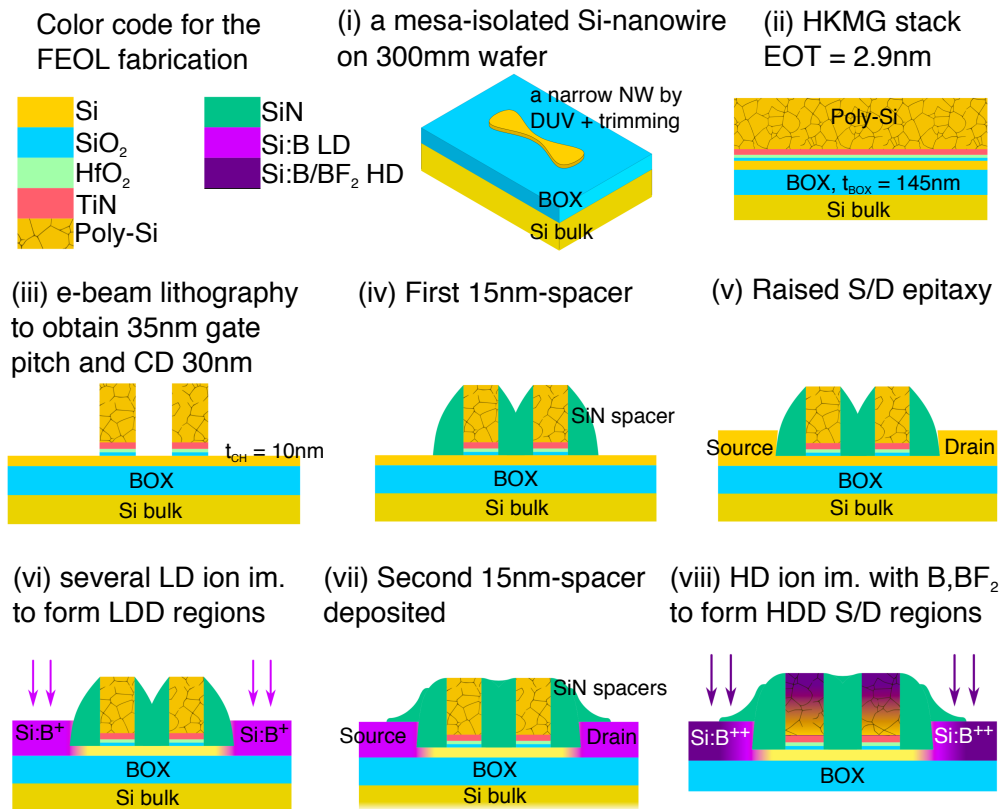 Color code for the
FEOL fabrication
Si
SiO₂
HfO₂
TiN
Poly-Si
SiN
Si:B LD
Si:B/BF₂ HD
(i) a mesa-isolated Si-nanowire
on 300mm wafer
a narrow NW by
DUV + trimming
BOX
Si bulk
(ii) HKMG stack
EOT = 2.9nm
Poly-Si
BOX, t_BOX = 145nm
Si bulk
(iii) e-beam lithography
to obtain 35nm gate
pitch and CD 30nm
t_CH = 10nm
BOX
Si bulk
(iv) First 15nm-spacer
SiN spacer
BOX
Si bulk
(v) Raised S/D epitaxy
Source
Drain
BOX
Si bulk
(vi) several LD ion im.
to form LDD regions
Si:B⁺
Si:B⁺
BOX
Si bulk
(vii) Second 15nm-spacer
deposited
SiN spacers
Source
Drain
BOX
Si bulk
(viii) HD ion im. with B,BF₂
to form HDD S/D regions
Si:B⁺⁺
Si:B⁺⁺
BOX